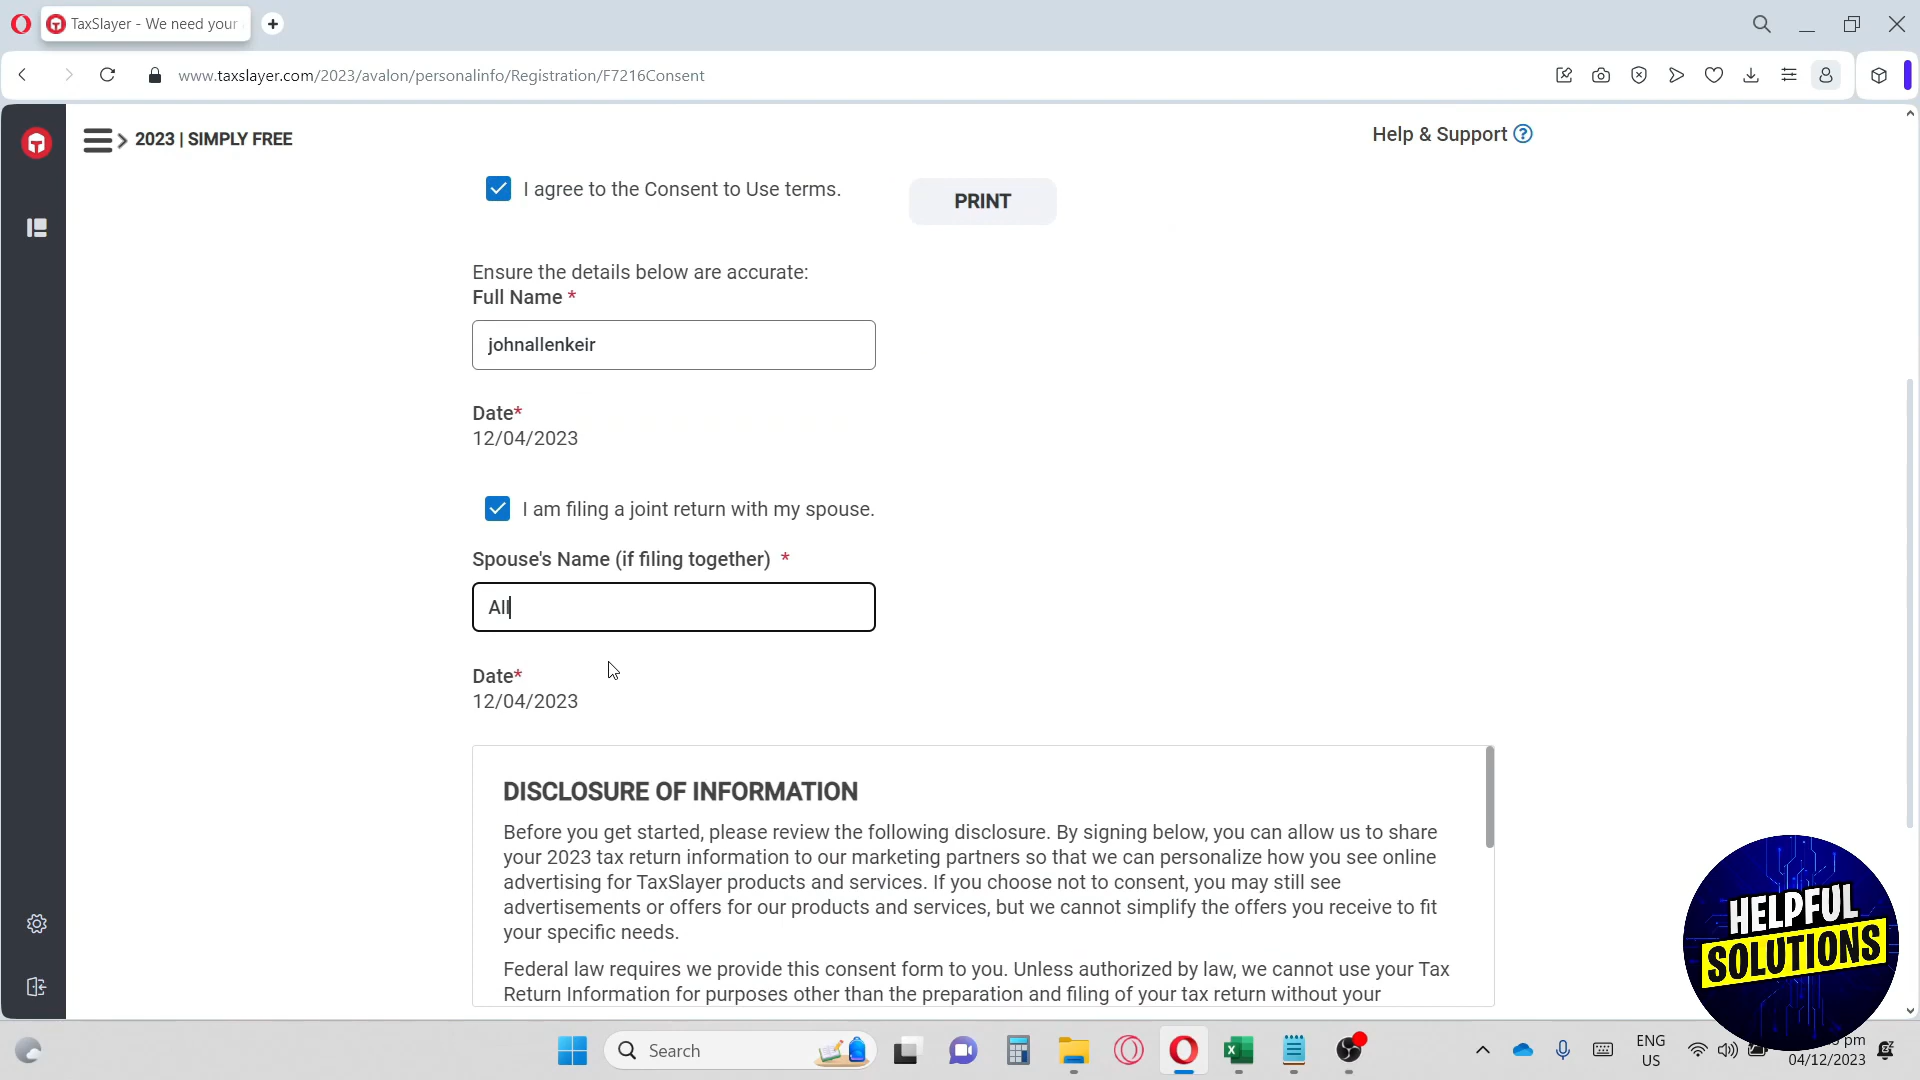 TaxSlayer - We need your
www.taxslayer.com/2023/avalon/personalinfo/Registration/F7216Consent
2023 | SIMPLY FREE
Help & Support ?
I agree to the Consent to Use terms.
PRINT
Ensure the details below are accurate:
Full Name *
johnallenkeir
Date*
12/04/2023
I am filing a joint return with my spouse.
Spouse's Name (if filing together) *
All
Date*
12/04/2023
DISCLOSURE OF INFORMATION
Before you get started, please review the following disclosure. By signing below, you can allow us to share
your 2023 tax return information to our marketing partners so that we can personalize how you see online
advertising for TaxSlayer products and services. If you choose not to consent, you may still see
advertisements or offers for our products and services, but we cannot simplify the offers you receive to fit
your specific needs.
Federal law requires we provide this consent form to you. Unless authorized by law, we cannot use your Tax
Return Information for purposes other than the preparation and filing of your tax return without your
HELPFUL
SOLUTIONS
Search
ENG
US
pm
04/12/2023